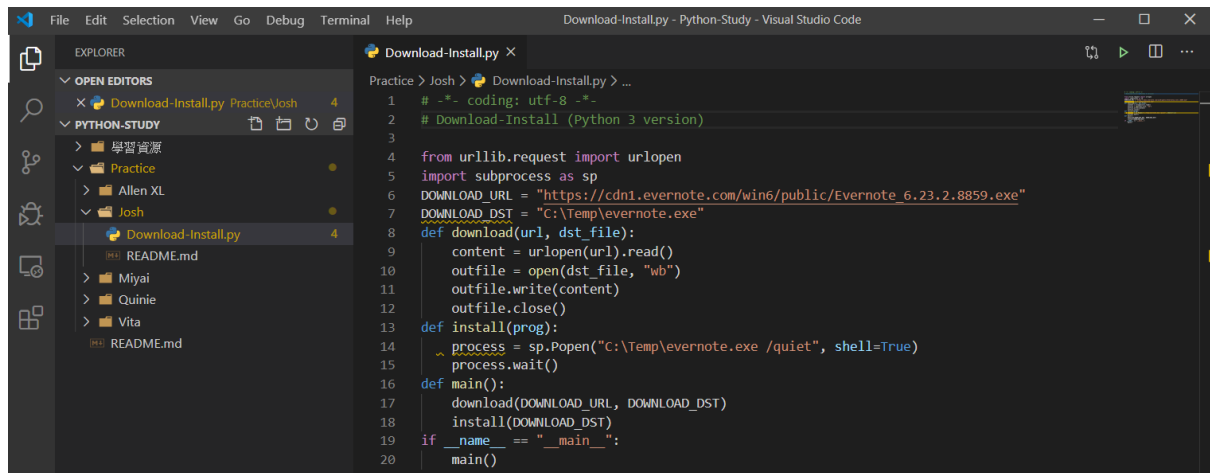 File Edit Selection View Go Debug Terminal Help Download-Install.py - Python-Study - Visual Studio Code
EXPLORER
OPEN EDITORS
Download-Install.py Practice\Josh 4
PYTHON-STUDY
學習資源
Practice
Allen XL
Josh
Download-Install.py 4
README.md
Miyai
Quinie
Vita
README.md
Download-Install.py
Practice > Josh > Download-Install.py > ...
1 # -*- coding: utf-8 -*-
2 # Download-Install (Python 3 version)
3
4 from urllib.request import urlopen
5 import subprocess as sp
6 DOWNLOAD_URL = "https://cdn1.evernote.com/win6/public/Evernote_6.23.2.8859.exe"
7 DOWNLOAD_DST = "C:\Temp\evernote.exe"
8 def download(url, dst_file):
9     content = urlopen(url).read()
10     outfile = open(dst_file, "wb")
11     outfile.write(content)
12     outfile.close()
13 def install(prog):
14     process = sp.Popen("C:\Temp\evernote.exe /quiet", shell=True)
15     process.wait()
16 def main():
17     download(DOWNLOAD_URL, DOWNLOAD_DST)
18     install(DOWNLOAD_DST)
19 if __name__ == "__main__":
20     main()